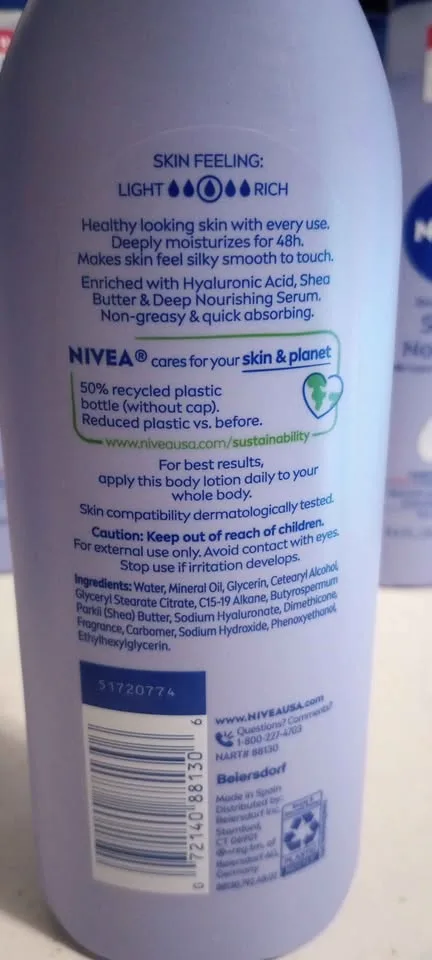 SKIN FEELING:
LIGHT RICH
Healthy looking skin with every use.
Deeply moisturizes for 48h.
Makes skin feel silky smooth to touch.
Enriched with Hyaluronic Acid, Shea
Butter & Deep Nourishing Serum.
Non-greasy & quick absorbing.
NIVEA® cares for your skin & planet
50% recycled plastic
bottle (without cap).
Reduced plastic vs. before.
www.niveausa.com/sustainability
For best results,
apply this body lotion daily to your
whole body.
Skin compatibility dermatologically tested.
Caution: Keep out of reach of children.
For external use only. Avoid contact with eyes.
Stop use if irritation develops.
Ingredients: Water, Mineral Oil, Glycerin, Cetearyl Alcohol,
Glyceryl Stearate Citrate, C15-19 Alkane, Butyrospermum
Parkii (Shea) Butter, Sodium Hyaluronate, Dimethicone,
Fragrance, Carbomer, Sodium Hydroxide, Phenoxyethanol,
Ethylhexylglycerin.
51720774
0 72140 88130 6
www.NIVEAUSA.com
Questions? Comments?
1-800-227-4703
NART# 88130
Beiersdorf
Made in Spain
Distributed by:
Beiersdorf Inc.
Stamford,
CT 06901
®=reg.tm. of
Beiersdorf AG,
Germany